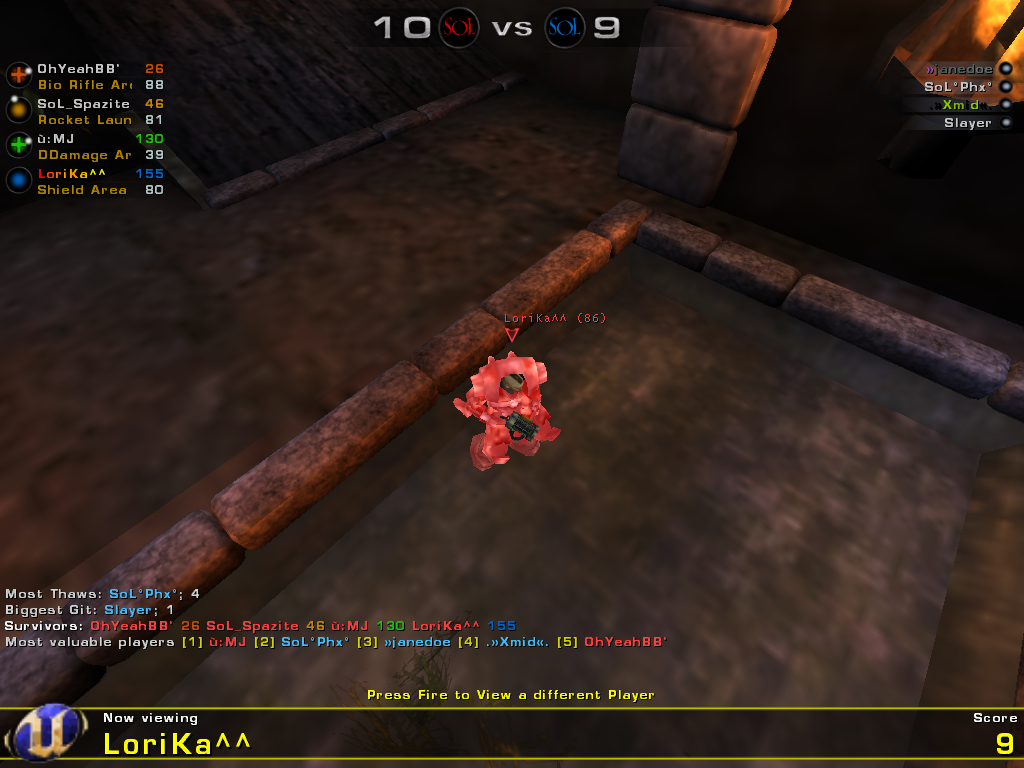 10 SOL vs SOL 9
OhYeahBB' 26
Bio Rifle Are 88
SoL_Spazite 46
Rocket Laun 81
ù:MJ 130
DDamage Ar 39
LoriKa^^ 155
Shield Area 80
»janedoe
SoL°Phx°
.»Xmid«.
Slayer
LoriKa^^ (86)
Most Thaws: SoL°Phx°; 4
Biggest Git: Slayer; 1
Survivors: OhYeahBB' 26 SoL_Spazite 46 ù:MJ 130 LoriKa^^ 155
Most valuable players [1] ù:MJ [2] SoL°Phx° [3] »janedoe [4] .»Xmid«. [5] OhYeahBB'
Press Fire to View a different Player
Now viewing
LoriKa^^
Score
9